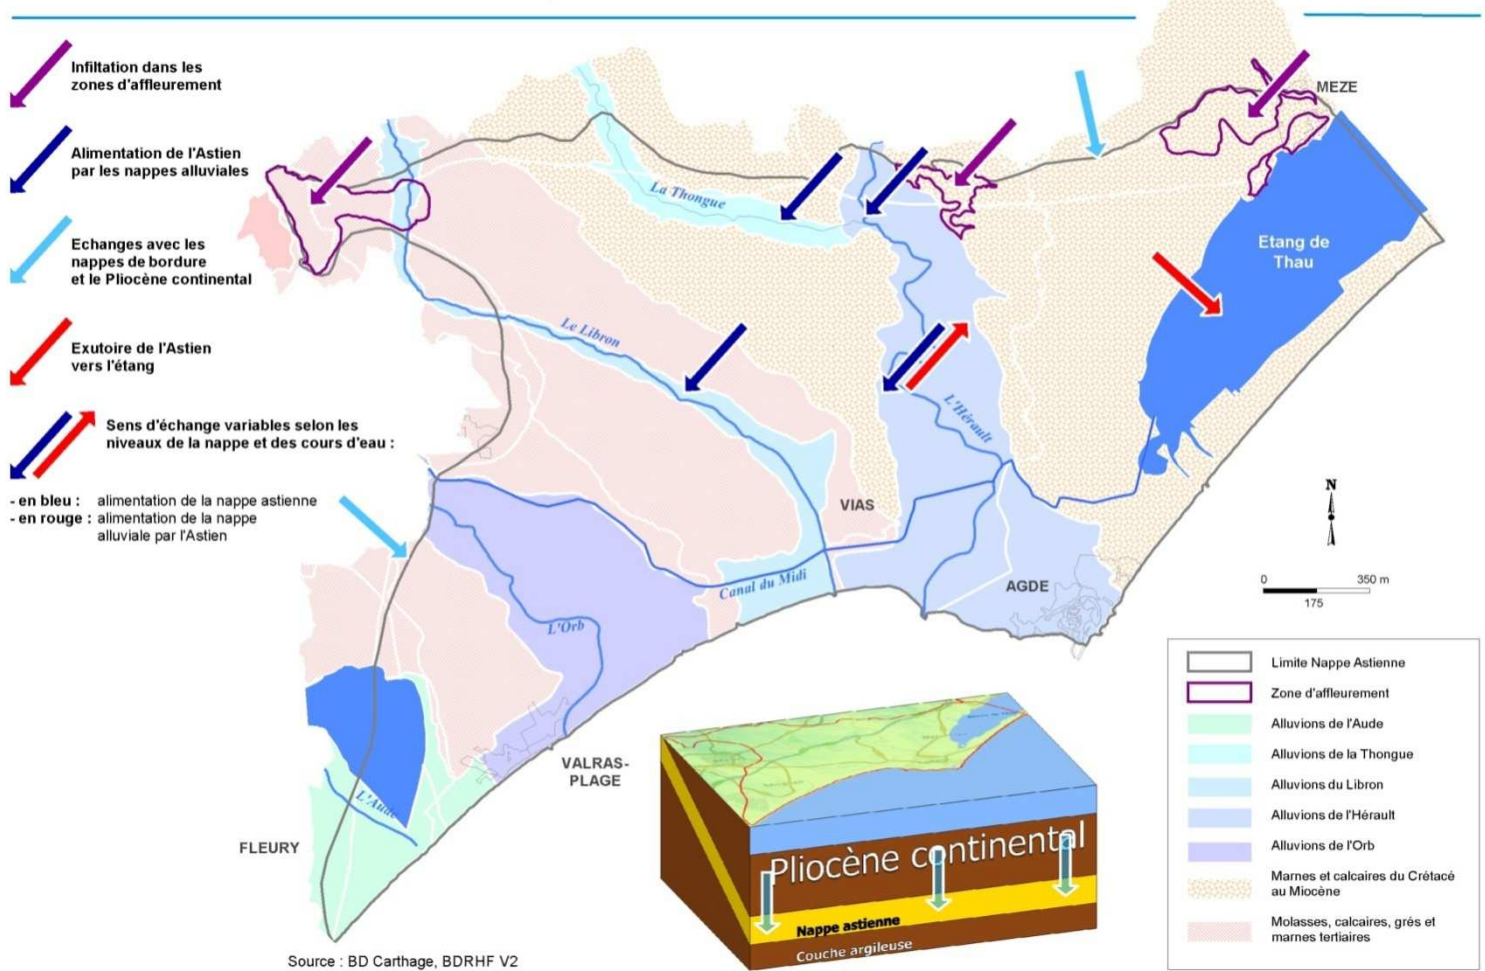 Infiltation dans les
zones d'affleurement
Alimentation de l'Astien
par les nappes alluviales
Echanges avec les
nappes de bordure
et le Pliocène continental
Exutoire de l'Astien
vers l'étang
Sens d'échange variables selon les
niveaux de la nappe et des cours d'eau :
- en bleu : alimentation de la nappe astienne
- en rouge : alimentation de la nappe
alluviale par l'Astien
MEZE
La Thongue
Etang de
Thau
Le Libron
L'Hérault
VIAS
AGDE
Canal du Midi
L'Orb
VALRAS-
PLAGE
L'Aude
FLEURY
N
0 350 m
175
Limite Nappe Astienne
Zone d'affleurement
Alluvions de l'Aude
Alluvions de la Thongue
Alluvions du Libron
Alluvions de l'Hérault
Alluvions de l'Orb
Marnes et calcaires du Crétacé
au Miocène
Molasses, calcaires, grés et
marnes tertiaires
Pliocène continental
Nappe astienne
Couche argileuse
Source : BD Carthage, BDRHF V2